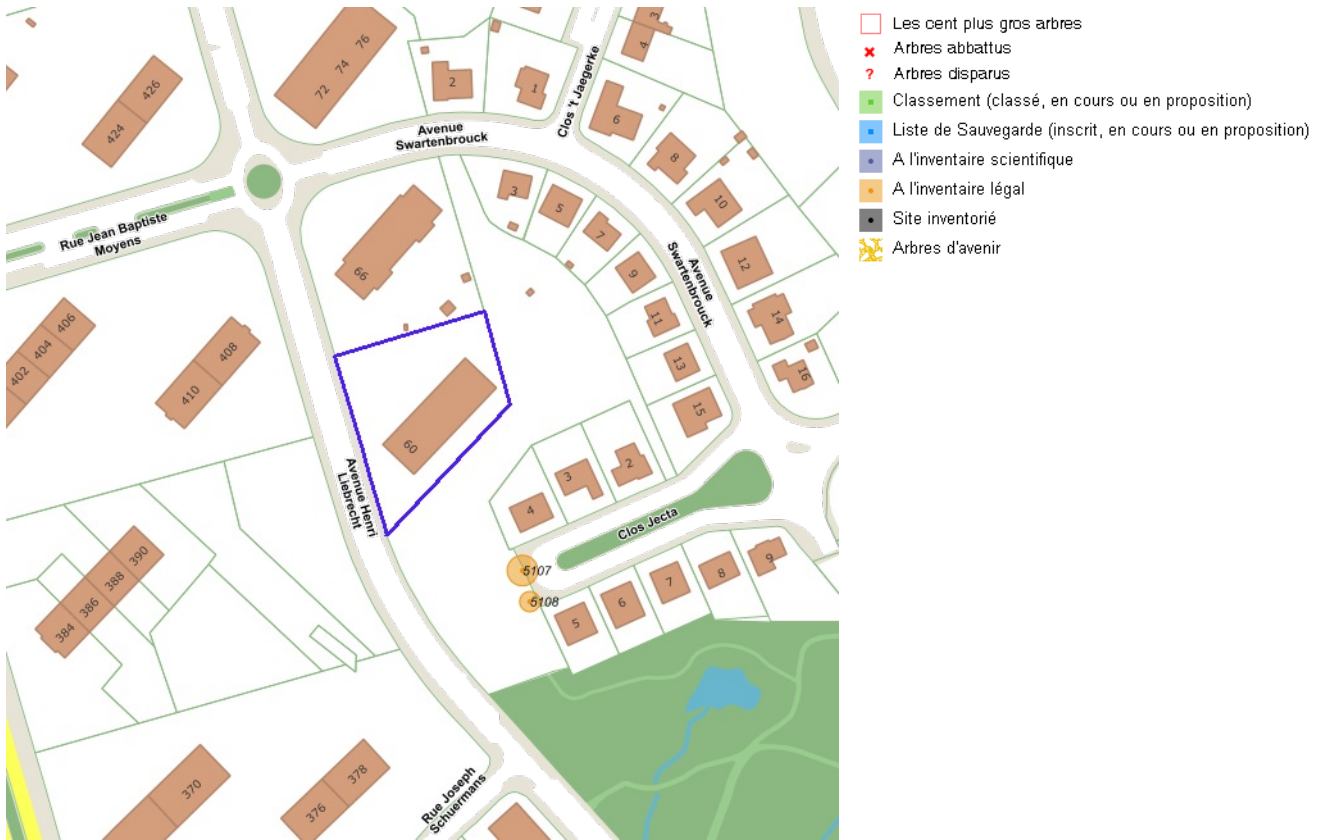 Les cent plus gros arbres
Arbres abbattus
? Arbres disparus
Classement (classé, en cours ou en proposition)
Liste de Sauvegarde (inscrit, en cours ou en proposition)
A l'inventaire scientifique
A l'inventaire légal
Site inventorié
Arbres d'avenir
76
74
72
3
4
2
1
426
424
Clos 't Jaegerke
6
Avenue
Swartenbrouck
8
3
5
10
7
Rue Jean Baptiste
Moyens
66
9
Avenue
Swartenbrouck
12
11
14
406
404
402
408
410
13
16
15
60
Avenue Henri
Liebrecht
2
3
4
Clos Jecta
390
388
386
384
5107
5108
9
8
7
6
5
370
378
376
Rue Joseph
Schuermans